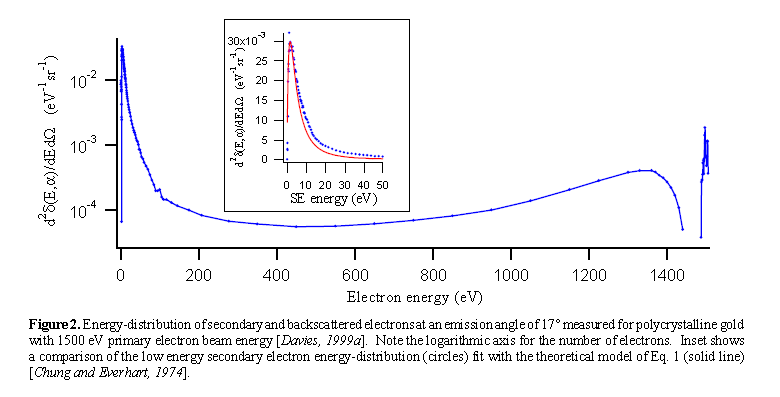 30x10⁻³
25
20
15
10
5
0
d²δ(E,α)/dEdΩ (eV⁻¹sr⁻¹)
0 10 20 30 40 50
SE energy (eV)
10⁻²
10⁻³
10⁻⁴
d²δ(E,α)/dEdΩ (eV⁻¹sr⁻¹)
0 200 400 600 800 1000 1200 1400
Electron energy (eV)
Figure 2. Energy-distribution of secondary and backscattered electrons at an emission angle of 17° measured for polycrystalline gold
with 1500 eV primary electron beam energy [Davies, 1999a]. Note the logarithmic axis for the number of electrons. Inset shows
a comparison of the low energy secondary electron energy-distribution (circles) fit with the theoretical model of Eq. 1 (solid line)
[Chung and Everhart, 1974].